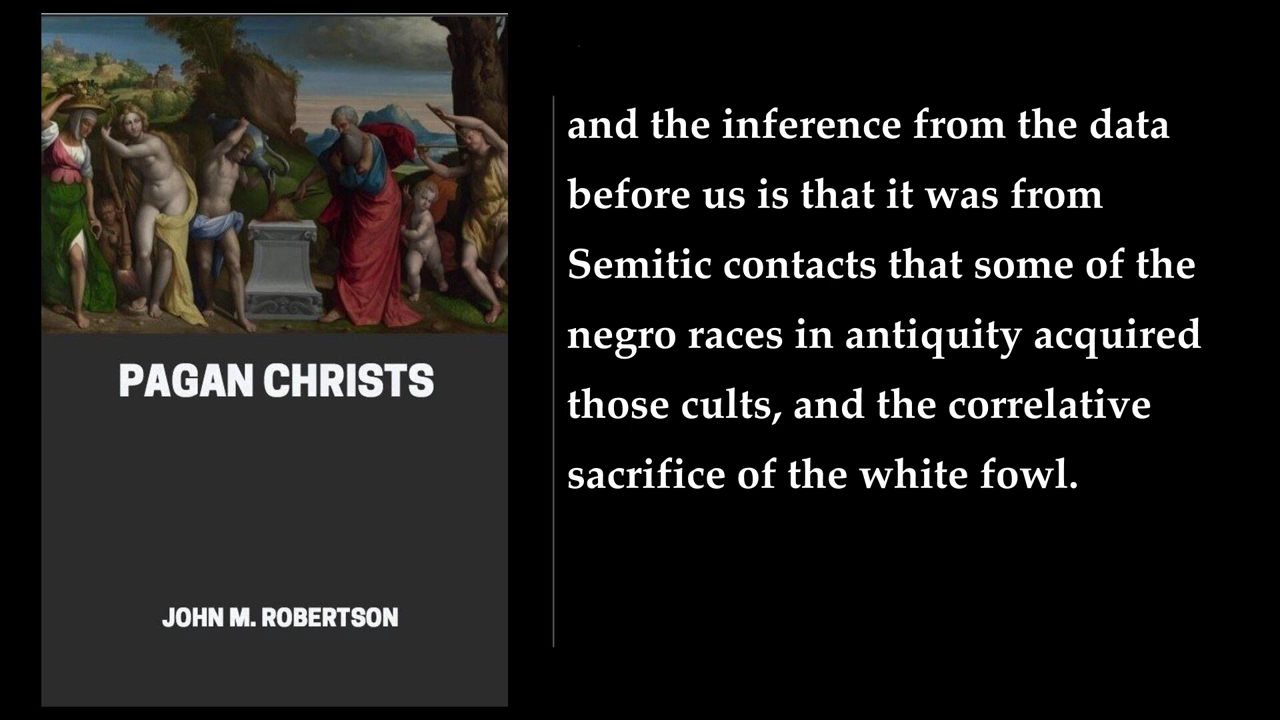 PAGAN CHRISTS
JOHN M. ROBERTSON
and the inference from the data
before us is that it was from
Semitic contacts that some of the
negro races in antiquity acquired
those cults, and the correlative
sacrifice of the white fowl.